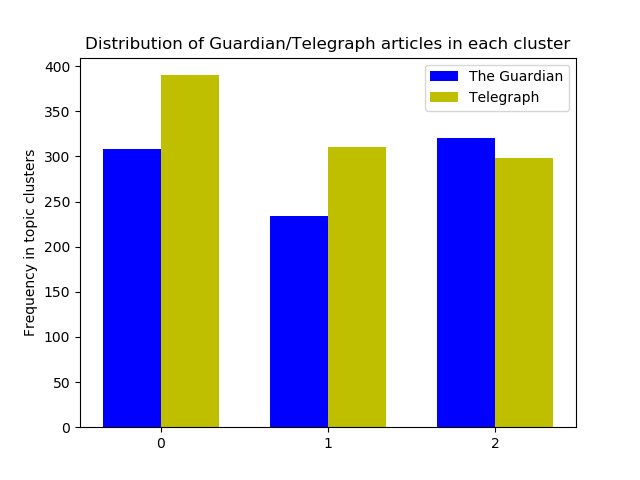 Distribution of Guardian/Telegraph articles in each cluster
The Guardian
Telegraph
Frequency in topic clusters
400
350
300
250
200
150
100
50
0
0 1 2